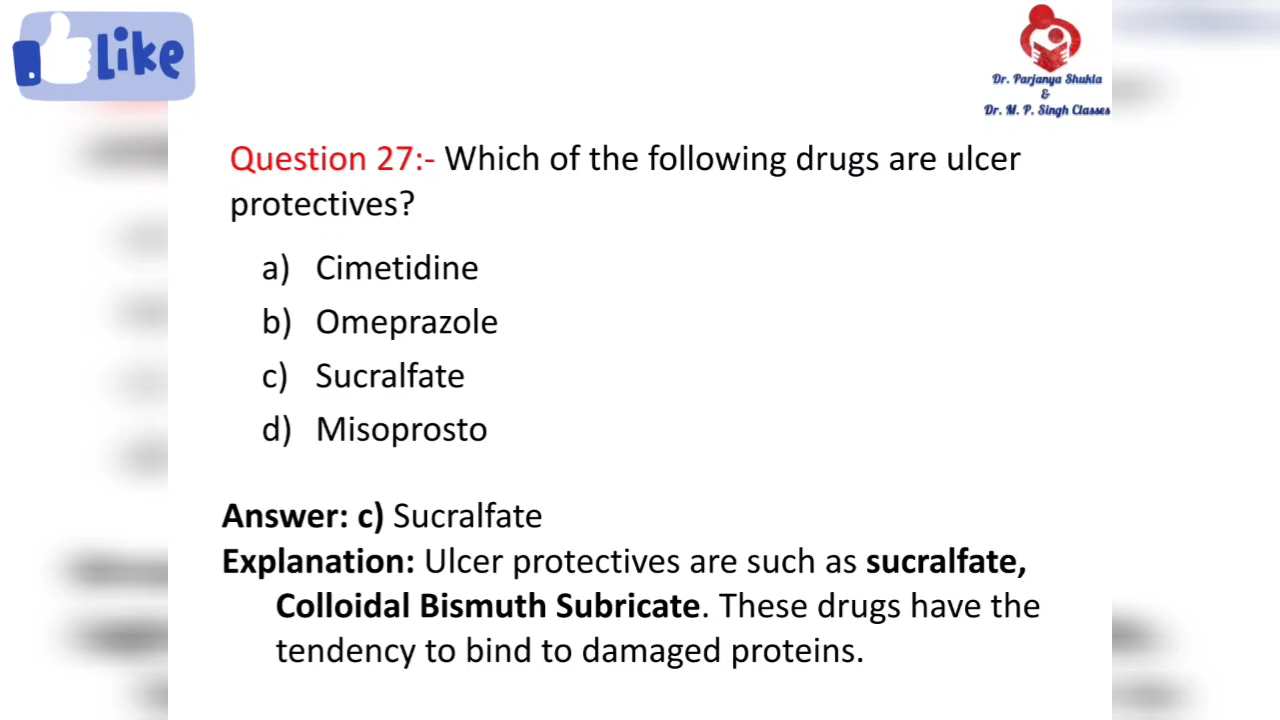 Like
Dr. Parjanya Shukla
&
Dr. M. P. Singh Classes
Question 27:- Which of the following drugs are ulcer
protectives?
a) Cimetidine
b) Omeprazole
c) Sucralfate
d) Misoprosto
Answer: c) Sucralfate
Explanation: Ulcer protectives are such as sucralfate,
Colloidal Bismuth Subricate. These drugs have the
tendency to bind to damaged proteins.